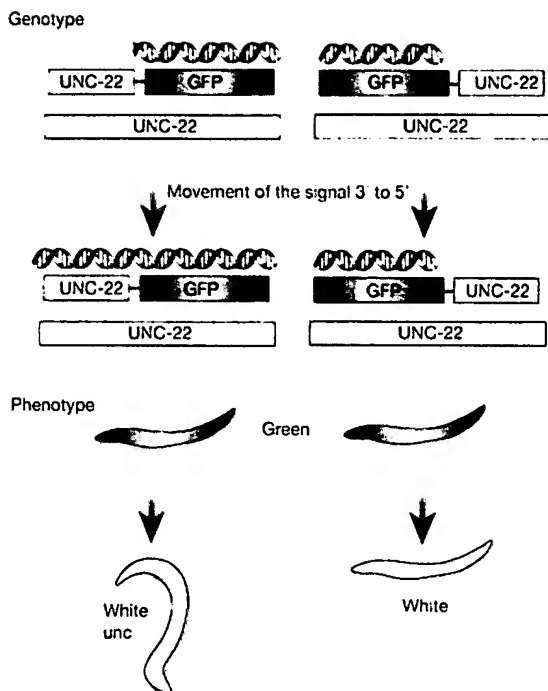 Genotype
UNC-22 GFP GFP UNC-22
UNC-22 UNC-22
Movement of the signal 3' to 5'
UNC-22 GFP GFP UNC-22
UNC-22 UNC-22
Phenotype
Green
White
unc
White